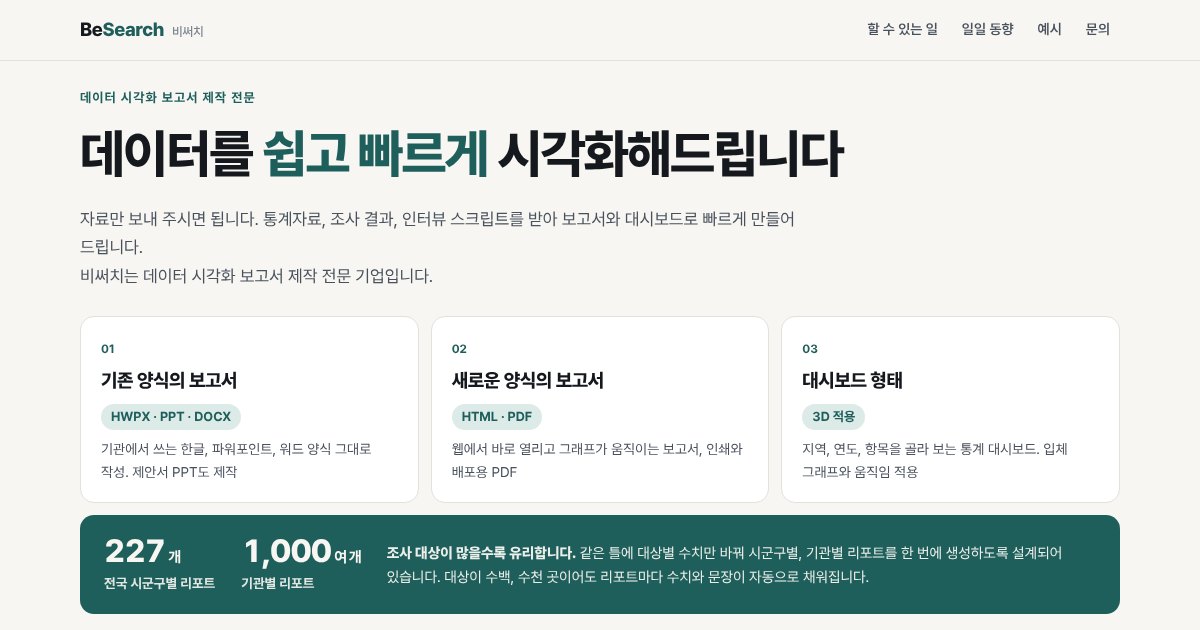 BeSearch 비써치
할 수 있는 일 일일 동향 예시 문의
데이터 시각화 보고서 제작 전문
데이터를 쉽고 빠르게 시각화해드립니다
자료만 보내 주시면 됩니다. 통계자료, 조사 결과, 인터뷰 스크립트를 받아 보고서와 대시보드로 빠르게 만들어
드립니다.
비써치는 데이터 시각화 보고서 제작 전문 기업입니다.
01
기존 양식의 보고서
HWPX · PPT · DOCX
기관에서 쓰는 한글, 파워포인트, 워드 양식 그대로
작성. 제안서 PPT도 제작
02
새로운 양식의 보고서
HTML · PDF
웹에서 바로 열리고 그래프가 움직이는 보고서, 인쇄와
배포용 PDF
03
대시보드 형태
3D 적용
지역, 연도, 항목을 골라 보는 통계 대시보드. 입체
그래프와 움직임 적용
227 개
전국 시군구별 리포트
1,000 여 개
기관별 리포트
조사 대상이 많을수록 유리합니다. 같은 틀에 대상별 수치만 바꿔 시군구별, 기관별 리포트를 한 번에 생성하도록 설계되어
있습니다. 대상이 수백, 수천 곳이어도 리포트마다 수치와 문장이 자동으로 채워집니다.